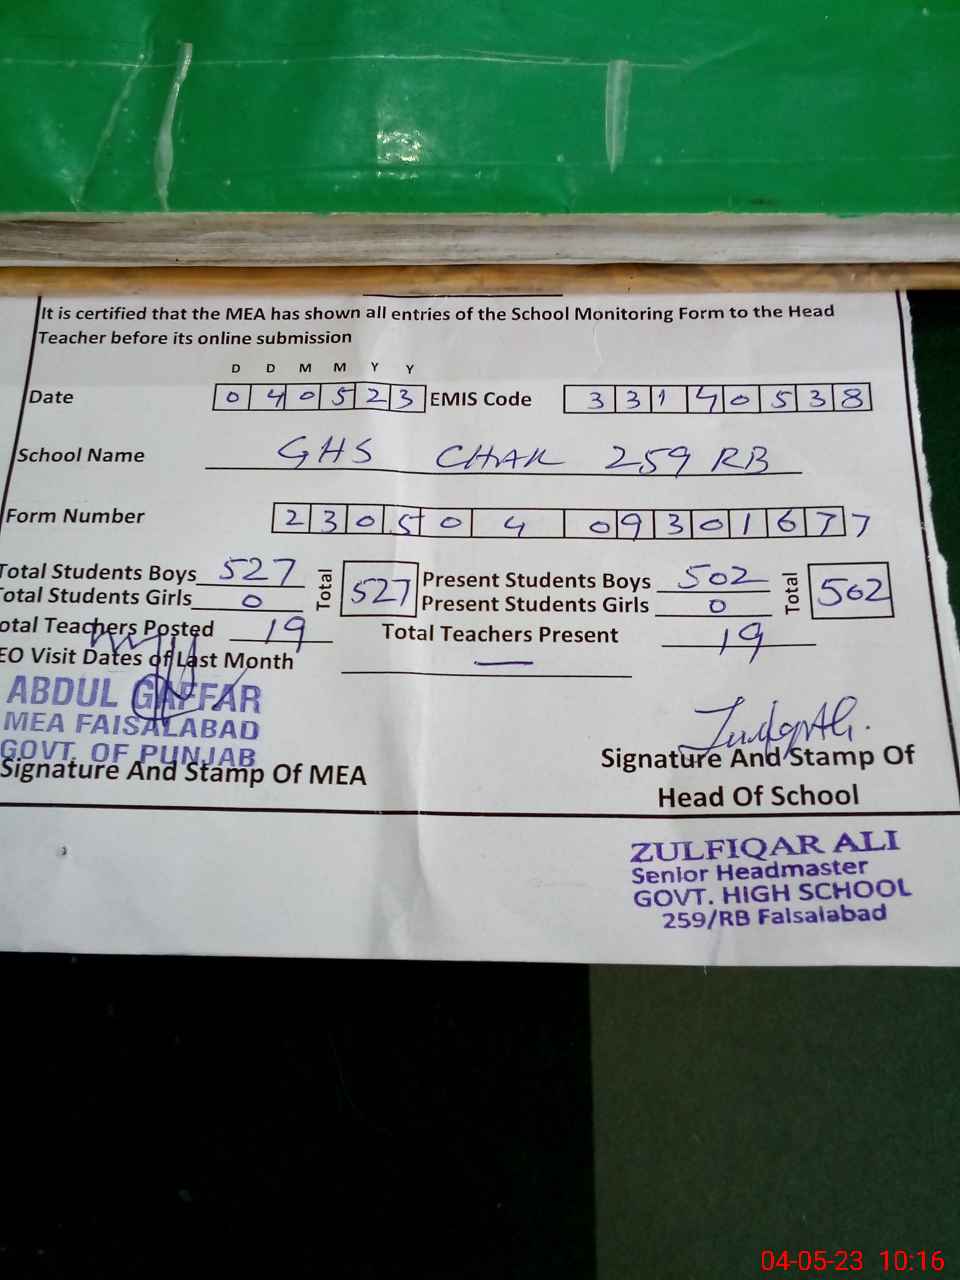 It is certified that the MEA has shown all entries of the School Monitoring Form to the Head
Teacher before its online submission
D D M M Y Y
Date 0 4 0 5 2 3 EMIS Code 3 3 1 4 0 5 3 8
School Name GHS CHAK 259 RB
Form Number 2 3 0 5 0 4 0 9 3 0 1 6 7 7
Total Students Boys 527 Total 527 Present Students Boys 502 Total 502
Total Students Girls 0 Present Students Girls 0
otal Teachers Posted 19 Total Teachers Present 19
EO Visit Dates of Last Month —
ABDUL GAFFAR
MEA FAISALABAD
GOVT. OF PUNJAB
Signature And Stamp Of MEA
Signature And Stamp Of
Head Of School
ZULFIQAR ALI
Senior Headmaster
GOVT. HIGH SCHOOL
259/RB Faisalabad
04-05-23 10:16